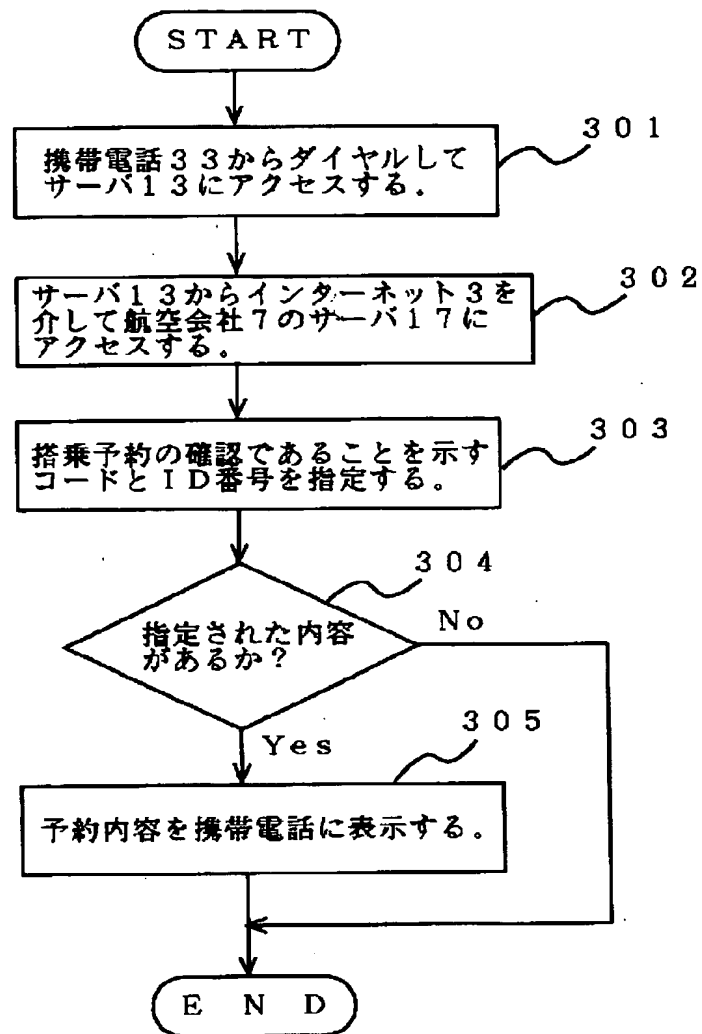 START
301
携帯電話33からダイヤルして
サーバ13にアクセスする.
302
サーバ13からインターネット3を
介して航空会社7のサーバ17に
アクセスする。
303
搭乗予約の確認であることを示す
コードとID番号を指定する。
304
指定された内容
があるか？
No
Yes
305
予約内容を携帯電話に表示する。
END